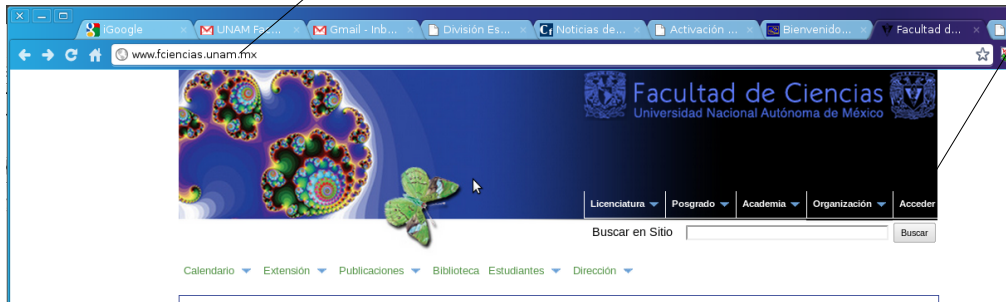 iGoogle UNAM Fac... Gmail - Inb... División Es... Noticias de... Activación ... Bienvenido... Facultad d...
www.fciencias.unam.mx
Facultad de Ciencias
Universidad Nacional Autónoma de México
Licenciatura Posgrado Academia Organización Acceder
Buscar en Sitio Buscar
Calendario Extensión Publicaciones Biblioteca Estudiantes Dirección